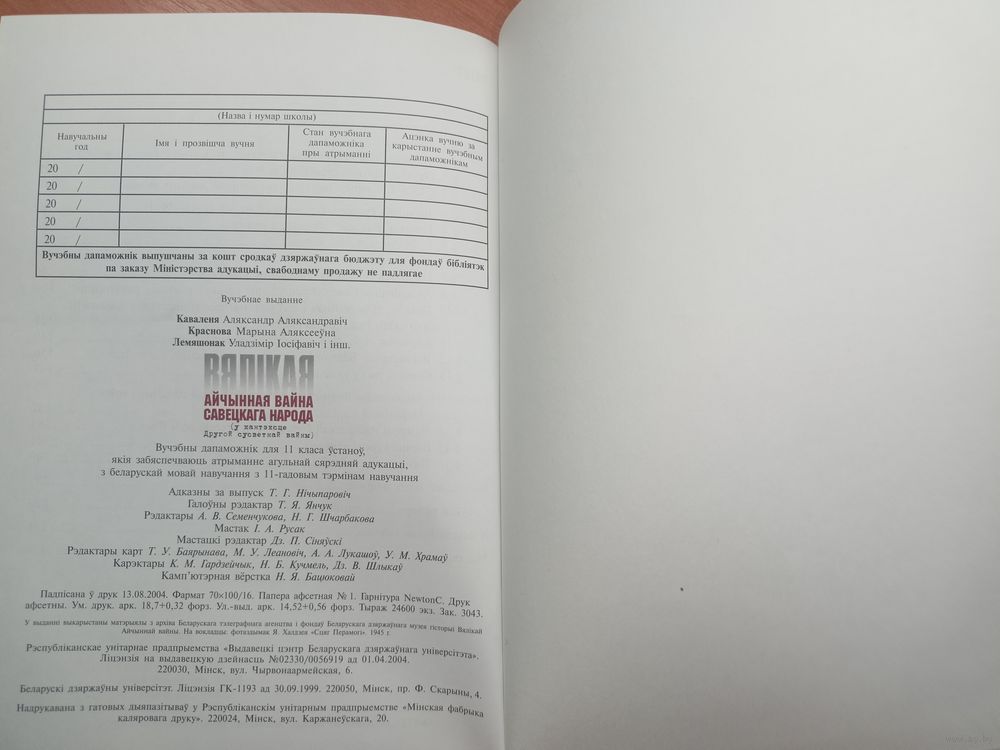 (Назва і нумар школы)
Навучальны год
Імя і прозвішча вучня
Стан вучэбнага дапаможніка пры атрыманні
Ацэнка вучню за карыстанне вучэбным дапаможнікам
20 /
20 /
20 /
20 /
20 /
Вучэбны дапаможнік выпушчаны за кошт сродкаў дзяржаўнага бюджэту для фондаў бібліятэк
па заказу Міністэрства адукацыі, свабоднаму продажу не падлягае
Вучэбнае выданне
Каваленя Аляксандр Аляксандравіч
Краснова Марына Аляксееўна
Лемяшонак Уладзімір Іосіфавіч і інш.
ВЯЛІКАЯ
АЙЧЫННАЯ ВАЙНА
САВЕЦКАГА НАРОДА
(у кантэксце
Другой сусветнай вайны)
Вучэбны дапаможнік для 11 класа ўстаноў,
якія забяспечваюць атрыманне агульнай сярэдняй адукацыі,
з беларускай мовай навучання з 11-гадовым тэрмінам навучання
Адказны за выпуск Т. Г. Нічыпаровіч
Галоўны рэдактар Т. Я. Янчук
Рэдактары А. В. Семенчукова, Н. Г. Шчарбакова
Мастак І. А. Русак
Мастацкі рэдактар Дз. П. Сіняўскі
Рэдактары карт Т. У. Баярынава, М. У. Леановіч, А. А. Лукашоў, У. М. Храмаў
Карэктары К. М. Гардзейчык, Н. Б. Кучмель, Дз. В. Шлыкаў
Камп'ютэрная вёрстка Н. Я. Бацюковай
Падпісана ў друк 13.08.2004. Фармат 70×100/16. Папера афсетная № 1. Гарнітура NewtonC. Друк
афсетны. Ум. друк. арк. 18,7+0,32 форз. Ул.-выд. арк. 14,52+0,56 форз. Тыраж 24600 экз. Зак. 3043.
У выданні выкарыстаны матэрыялы з архіва Беларускага тэлеграфнага агенцтва і фондаў Беларускага дзяржаўнага музея гісторыі Вялікай
Айчыннай вайны. На вокладцы: фотаздымак Я. Халдзея «Сцяг Перамогі». 1945 г.
Рэспубліканскае унітарнае прадпрыемства «Выдавецкі цэнтр Беларускага дзяржаўнага ўніверсітэта».
Ліцэнзія на выдавецкую дзейнасць №02330/0056919 ад 01.04.2004.
220030, Мінск, вул. Чырвонаармейская, 6.
Беларускі дзяржаўны універсітэт. Ліцэнзія ГК-1193 ад 30.09.1999. 220050, Мінск, пр. Ф. Скарыны, 4.
Надрукавана з гатовых дыяпазітываў у Рэспубліканскім унітарным прадпрыемстве «Мінская фабрыка
каляровага друку». 220024, Мінск, вул. Каржанеўскага, 20.